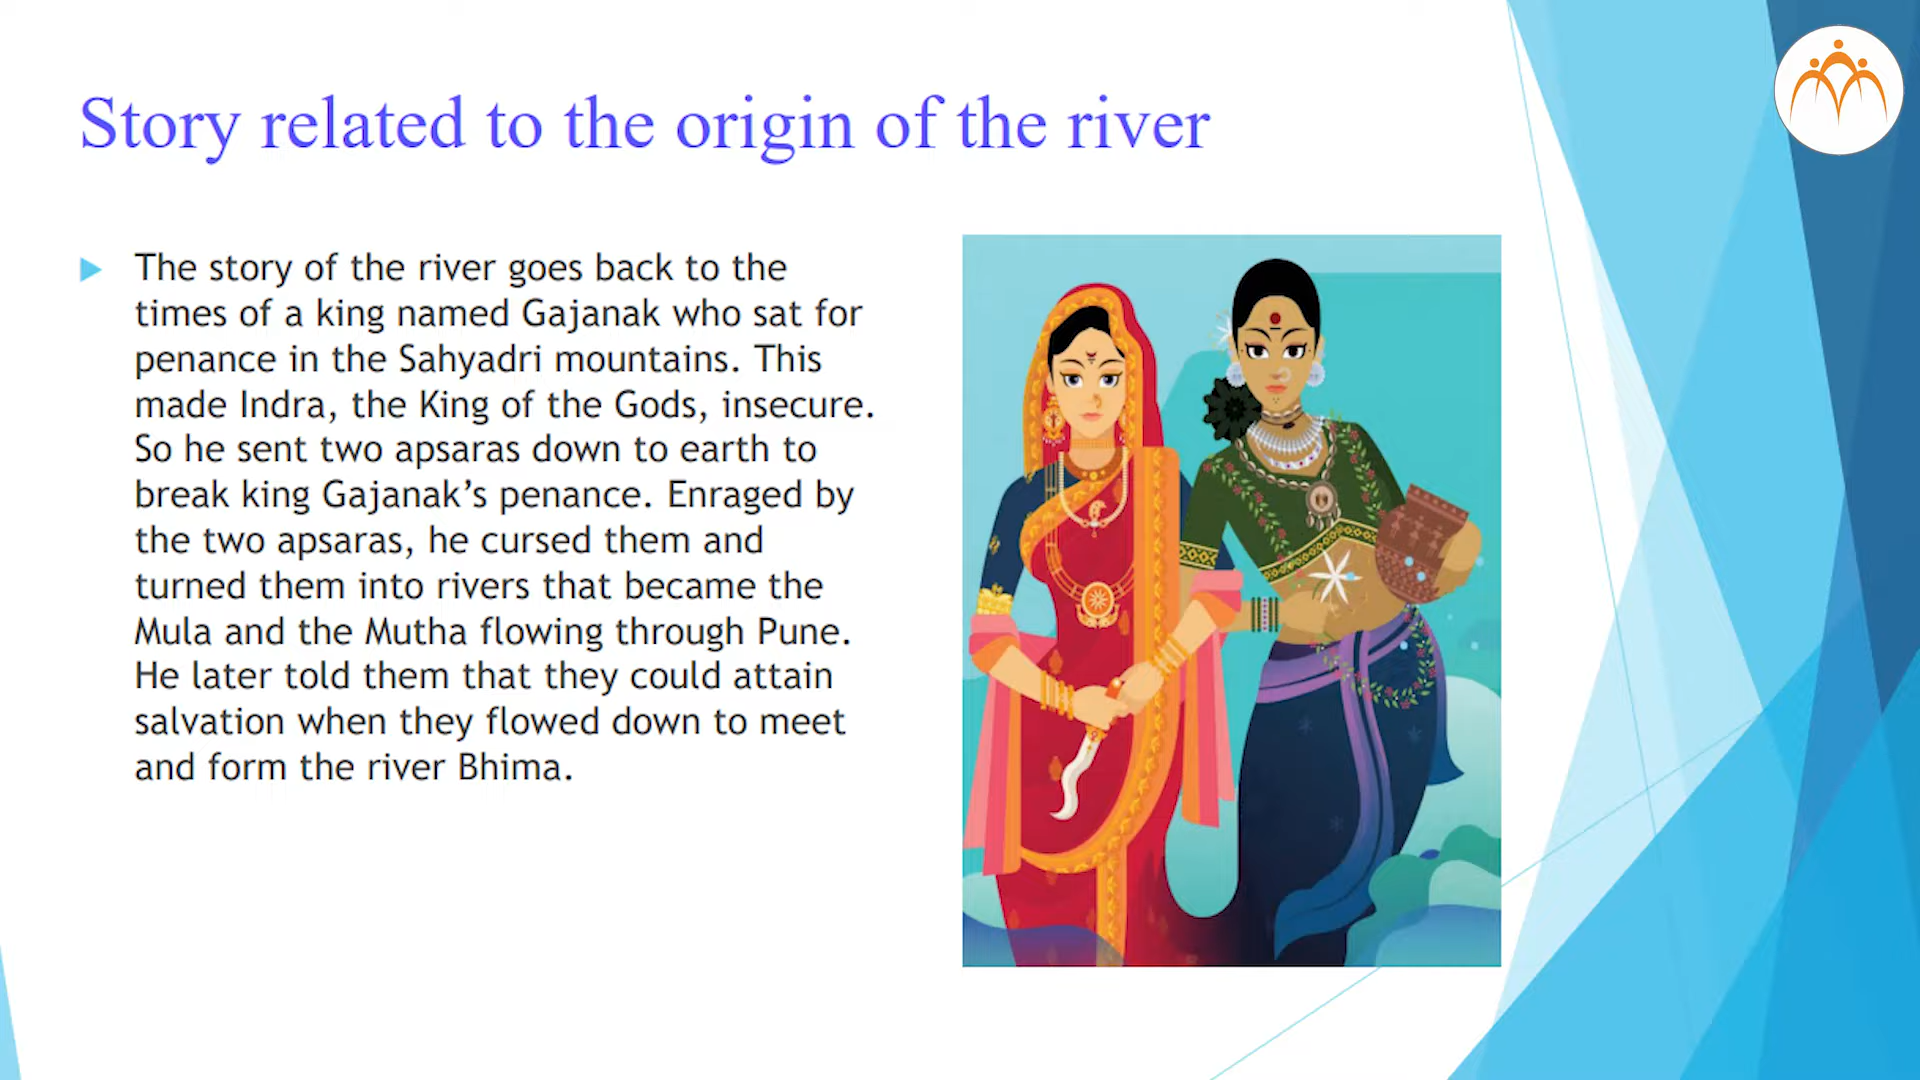 Story related to the origin of the river
The story of the river goes back to the
times of a king named Gajanak who sat for
penance in the Sahyadri mountains. This
made Indra, the King of the Gods, insecure.
So he sent two apsaras down to earth to
break king Gajanak’s penance. Enraged by
the two apsaras, he cursed them and
turned them into rivers that became the
Mula and the Mutha flowing through Pune.
He later told them that they could attain
salvation when they flowed down to meet
and form the river Bhima.